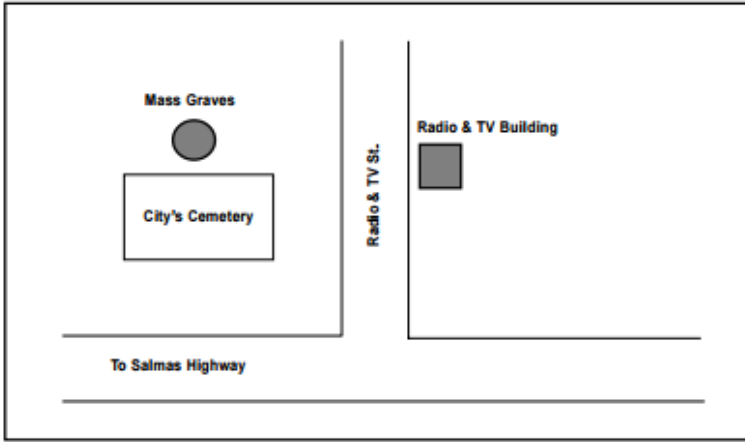 Mass Graves
Radio & TV Building
Radio & TV St.
City's Cemetery
To Salmas Highway